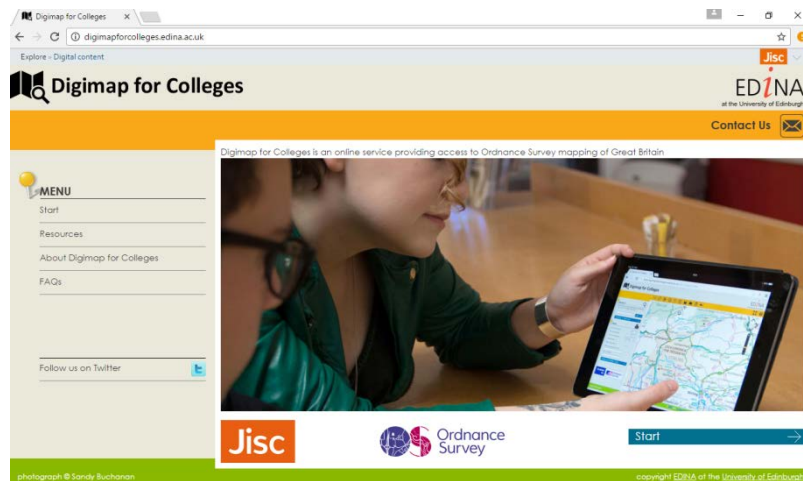 Digimap for Colleges
digimapforcolleges.edina.ac.uk
Explore - Digital content
Jisc
Digimap for Colleges
EDINA
at the University of Edinburgh
Contact Us
Digimap for Colleges is an online service providing access to Ordnance Survey mapping of Great Britain
MENU
Start
Resources
About Digimap for Colleges
FAQs
Follow us on Twitter
Digimap for Colleges
Jisc
Ordnance
Survey
Start
photograph © Sandy Buchanan
copyright EDINA at the University of Edinburgh